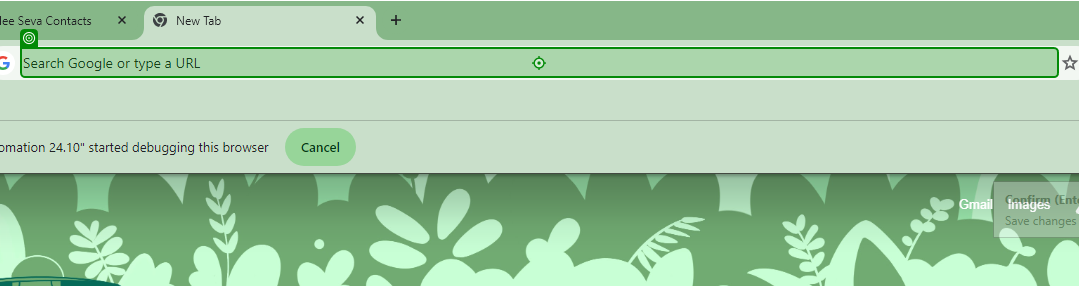 lee Seva Contacts
New Tab
Search Google or type a URL
omation 24.10" started debugging this browser
Cancel
Gmail
Images
Confirm (Ente
Save changes